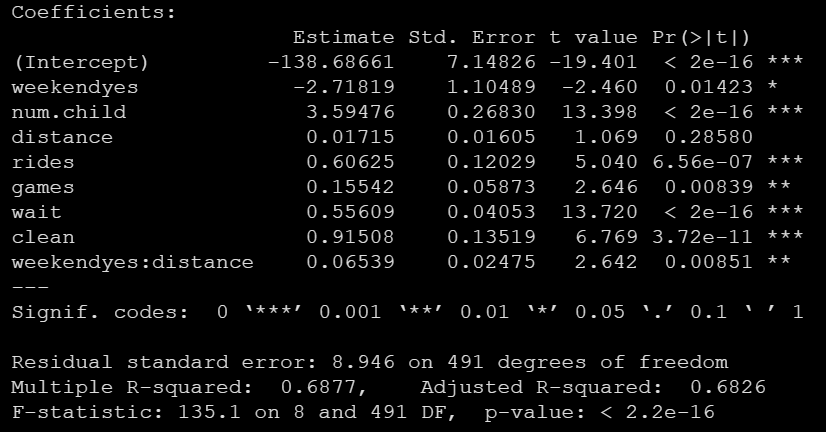 Coefficients:
                     Estimate Std. Error t value Pr(>|t|)
(Intercept)        -138.68661    7.14826 -19.401  < 2e-16 ***
weekendyes           -2.71819    1.10489  -2.460  0.01423 *
num.child             3.59476    0.26830  13.398  < 2e-16 ***
distance              0.01715    0.01605   1.069  0.28580
rides                 0.60625    0.12029   5.040 6.56e-07 ***
games                 0.15542    0.05873   2.646  0.00839 **
wait                  0.55609    0.04053  13.720  < 2e-16 ***
clean                 0.91508    0.13519   6.769 3.72e-11 ***
weekendyes:distance   0.06539    0.02475   2.642  0.00851 **
---
Signif. codes:  0 ‘***’ 0.001 ‘**’ 0.01 ‘*’ 0.05 ‘.’ 0.1 ‘ ’ 1

Residual standard error: 8.946 on 491 degrees of freedom
Multiple R-squared:  0.6877,    Adjusted R-squared:  0.6826
F-statistic: 135.1 on 8 and 491 DF,  p-value: < 2.2e-16